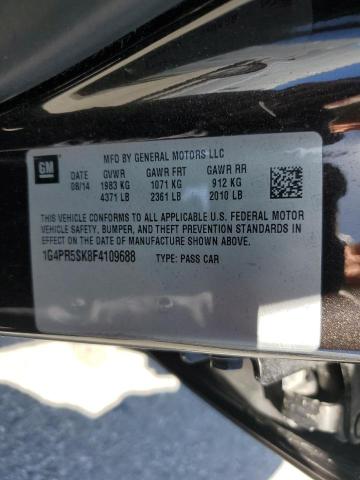 GM
MFD BY GENERAL MOTORS LLC
DATE GVWR GAWR FRT GAWR RR
08/14 1983 KG 1071 KG 912 KG
4371 LB 2361 LB 2010 LB
THIS VEHICLE CONFORMS TO ALL APPLICABLE U.S. FEDERAL MOTOR
VEHICLE SAFETY, BUMPER, AND THEFT PREVENTION STANDARDS IN
EFFECT ON THE DATE OF MANUFACTURE SHOWN ABOVE.
1G4PR5SK8F4109688 TYPE: PASS CAR